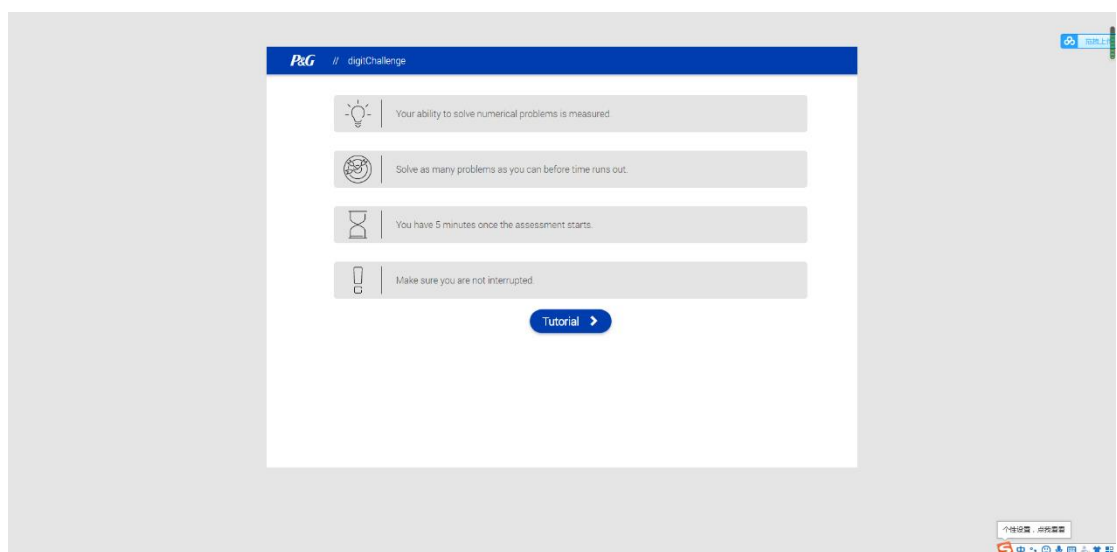 P&G // digitChallenge
Your ability to solve numerical problems is measured.
Solve as many problems as you can before time runs out.
You have 5 minutes once the assessment starts.
Make sure you are not interrupted.
Tutorial
个性设置，点我看看
中